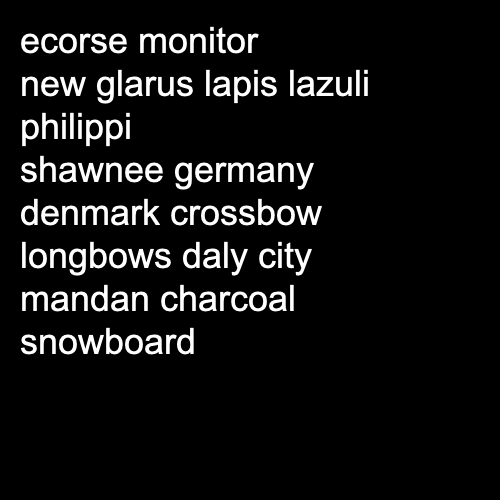 ecorse monitor
new glarus lapis lazuli
philippi
shawnee germany
denmark crossbow
longbows daly city
mandan charcoal
snowboard